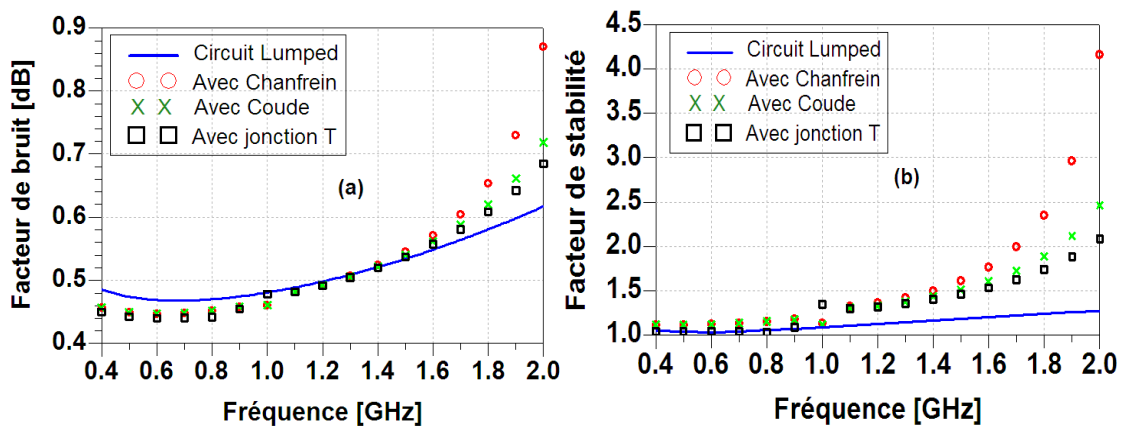 Facteur de bruit [dB]
0.9
0.8
0.7
0.6
0.5
0.4
Circuit Lumped
Avec Chanfrein
Avec Coude
Avec jonction T
(a)
0.4 0.6 0.8 1.0 1.2 1.4 1.6 1.8 2.0
Fréquence [GHz]
Facteur de stabilité
4.5
4.0
3.5
3.0
2.5
2.0
1.5
1.0
Circuit Lumped
Avec Chanfrein
Avec Coude
Avec jonction T
(b)
0.4 0.6 0.8 1.0 1.2 1.4 1.6 1.8 2.0
Fréquence [GHz]